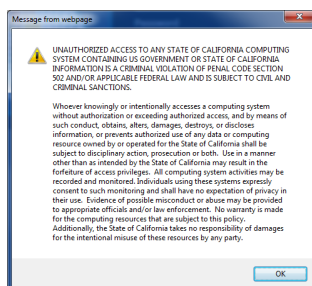 Message from webpage
UNAUTHORIZED ACCESS TO ANY STATE OF CALIFORNIA COMPUTING
SYSTEM CONTAINING US GOVERNMENT OR STATE OF CALIFORNIA
INFORMATION IS A CRIMINAL VIOLATION OF PENAL CODE SECTION
502 AND/OR APPLICABLE FEDERAL LAW AND IS SUBJECT TO CIVIL AND
CRIMINAL SANCTIONS.
Whoever knowingly or intentionally accesses a computing system
without authorization or exceeding authorized access, and by means of
such conduct, obtains, alters, damages, destroys, or discloses
information, or prevents authorized use of any data or computing
resource owned by or operated for the State of California shall be
subject to disciplinary action, prosecution or both. Use in a manner
other than as intended by the State of California may result in the
forfeiture of access privileges. All computing system activities may be
recorded and monitored. Individuals using these systems expressly
consent to such monitoring and shall have no expectation of privacy in
their use. Evidence of possible misconduct or abuse may be provided
to appropriate officials and/or law enforcement. No warranty is made
for the computing resources that are subject to this policy.
Additionally, the State of California takes no responsibility of damages
for the intentional misuse of these resources by any party.
OK